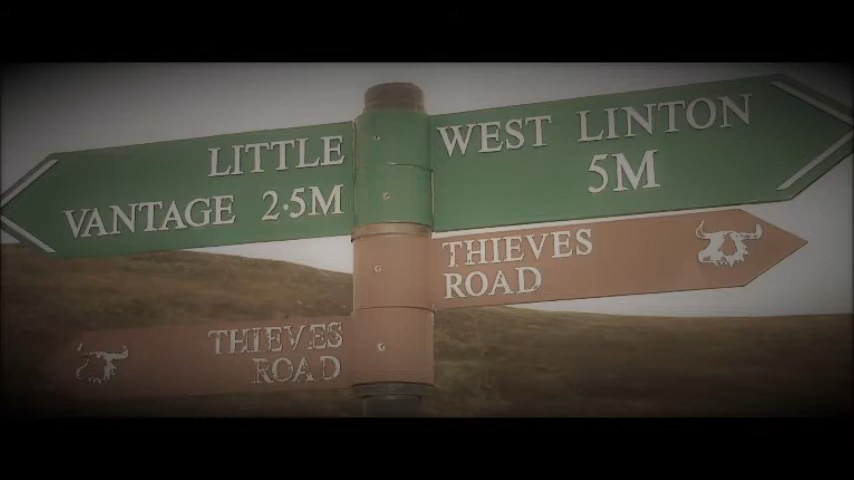 LITTLE
VANTAGE 2·5M
WEST LINTON
5M
THIEVES
ROAD
THIEVES
ROAD